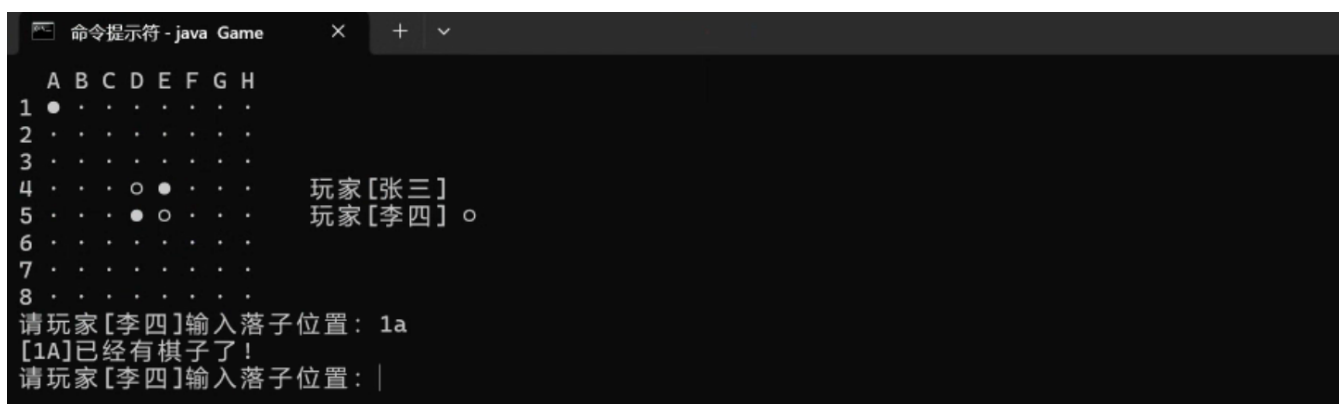 命令提示符 - java Game
A B C D E F G H
1 ● · · · · · · ·
2 · · · · · · · ·
3 · · · · · · · ·
4 · · · ○ ● · · · 玩家[张三]
5 · · · ● ○ · · · 玩家[李四] ○
6 · · · · · · · ·
7 · · · · · · · ·
8 · · · · · · · ·
请玩家[李四]输入落子位置: 1a
[1A]已经有棋子了!
请玩家[李四]输入落子位置: